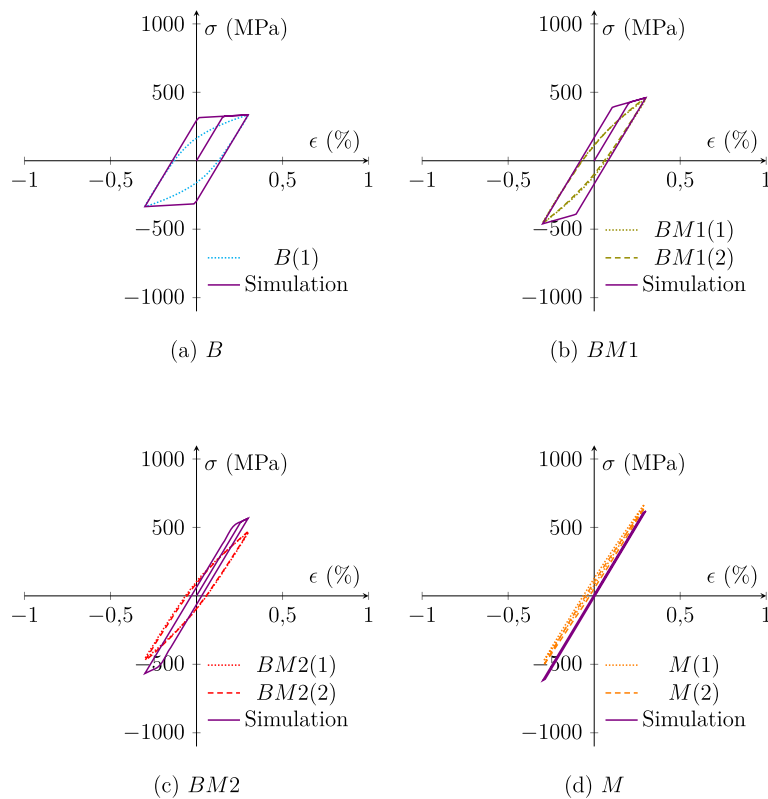 1000
σ (MPa)
500
ϵ (%)
−1
−0,5
0,5
1
−500
B(1)
Simulation
−1000
(a) B
1000
σ (MPa)
500
ϵ (%)
−1
−0,5
0,5
1
−500
BM1(1)
BM1(2)
Simulation
−1000
(b) BM1
1000
σ (MPa)
500
ϵ (%)
−1
−0,5
0,5
1
−500
BM2(1)
BM2(2)
Simulation
−1000
(c) BM2
1000
σ (MPa)
500
ϵ (%)
−1
−0,5
0,5
1
−500
M(1)
M(2)
Simulation
−1000
(d) M